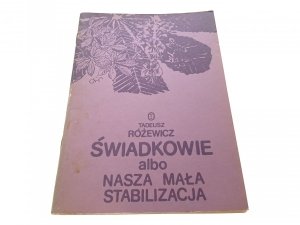 TADEUSZ
RÓŻEWICZ
ŚWIADKOWIE
albo
NASZA MAŁA
STABILIZACJA